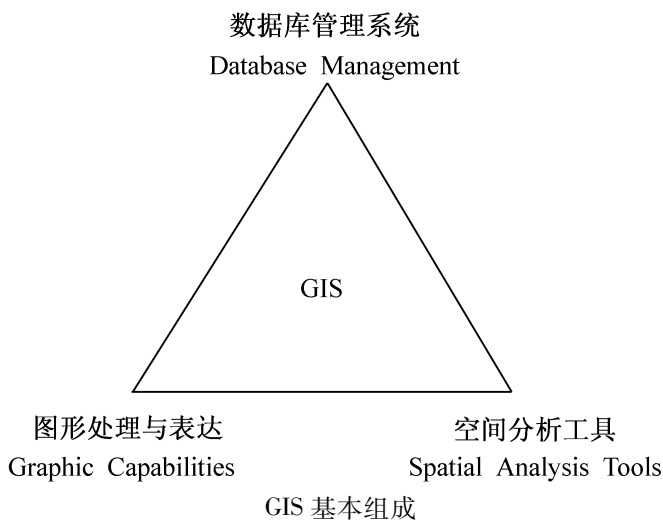 数据库管理系统
Database Management
GIS
图形处理与表达
Graphic Capabilities
空间分析工具
Spatial Analysis Tools
GIS 基本组成